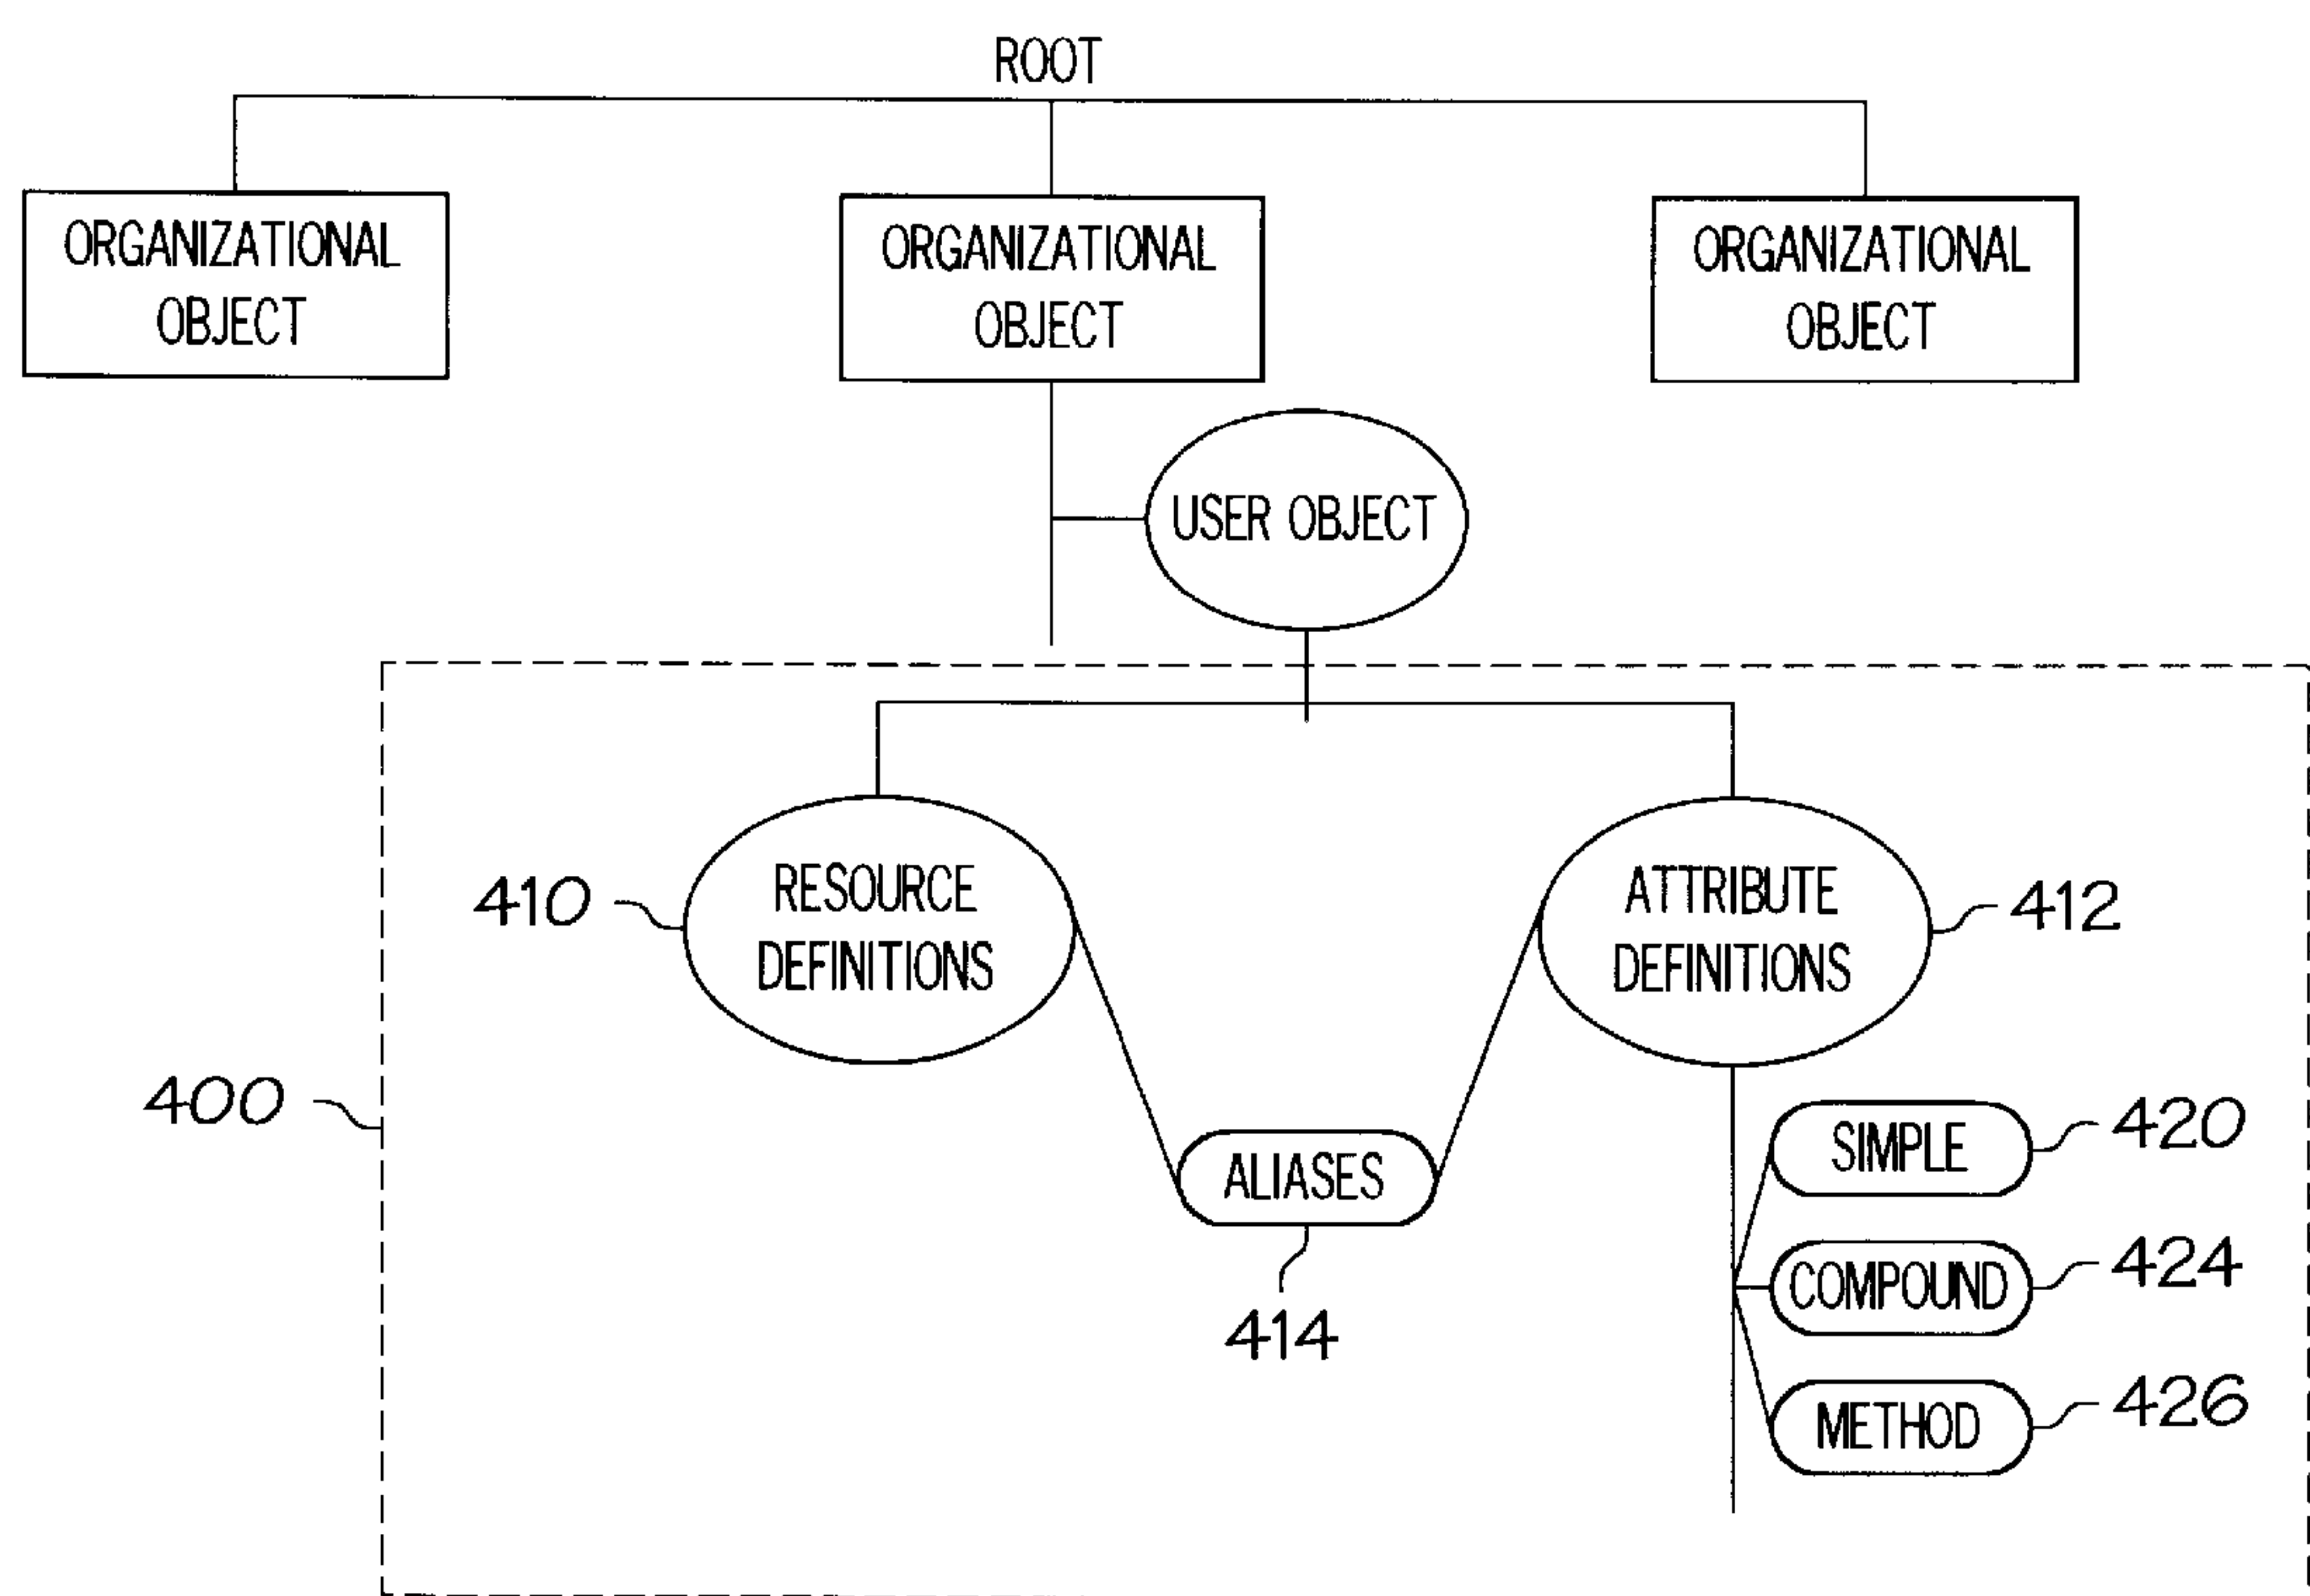 ROOT
ORGANIZATIONAL
OBJECT
ORGANIZATIONAL
OBJECT
ORGANIZATIONAL
OBJECT
USER OBJECT
410
RESOURCE
DEFINITIONS
ATTRIBUTE
DEFINITIONS
412
400
ALIASES
414
SIMPLE
420
COMPOUND
424
METHOD
426